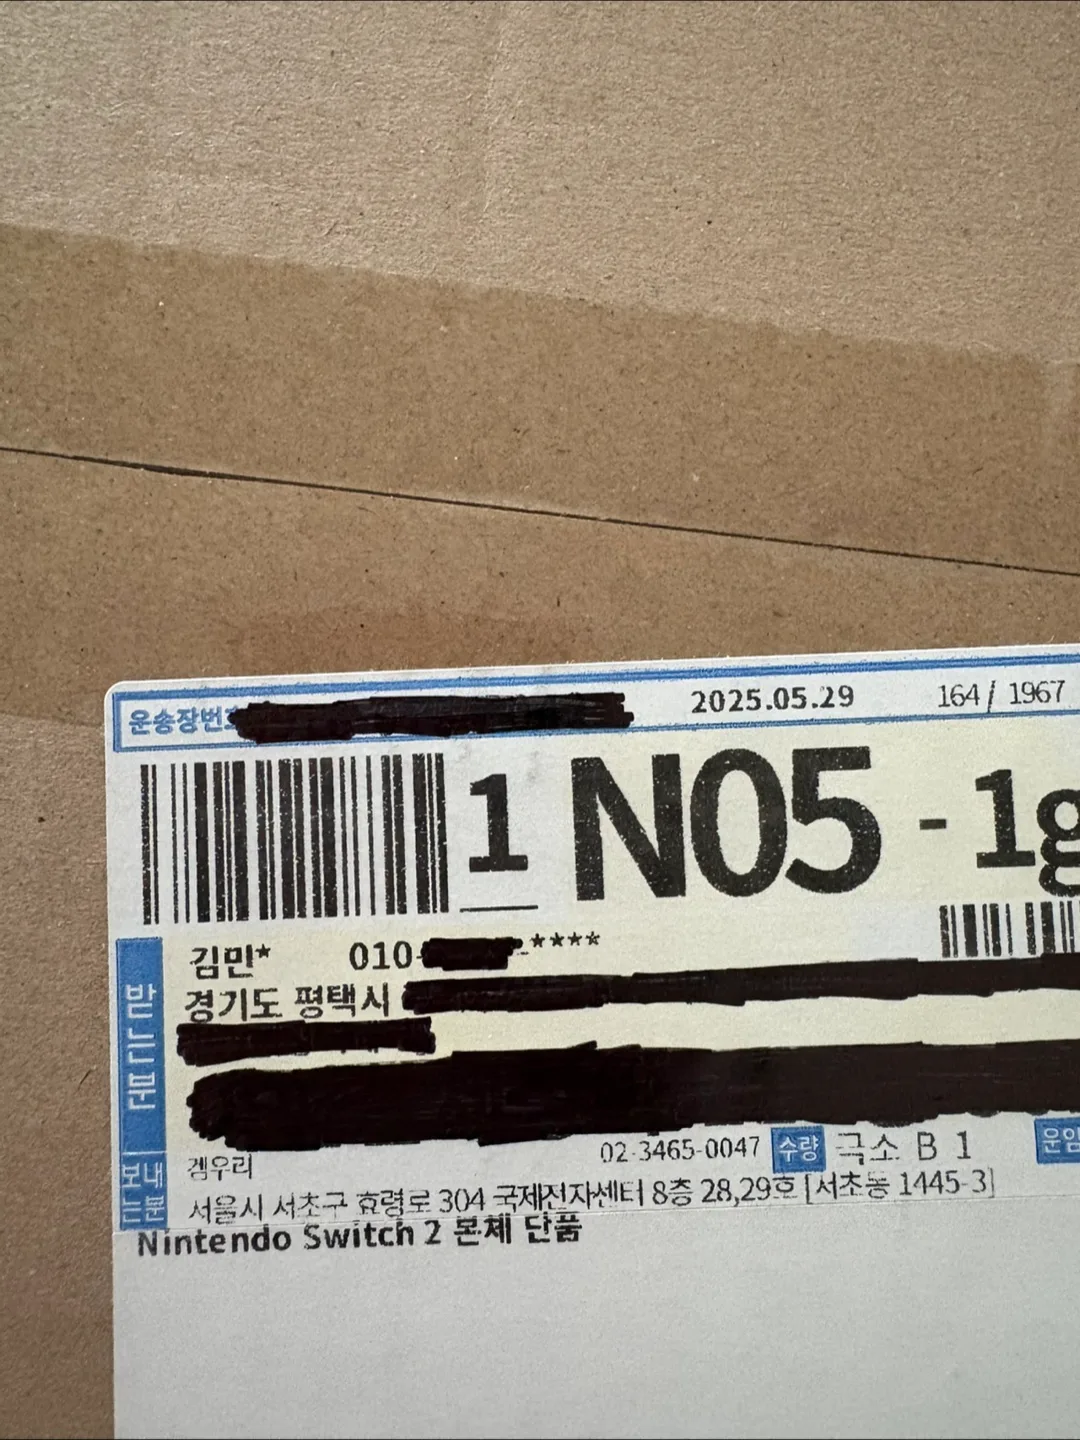 운송장번호 2025.05.29 164 / 1967
1 N05 - 1g
받는분
김민* 010- -****
경기도 평택시
보내는분
겜우리 02-3465-0047 수량 극소 B 1 운임
서울시 서초구 효령로 304 국제전자센터 8층 28,29호 [서초동 1445-3]
Nintendo Switch 2 본체 단품